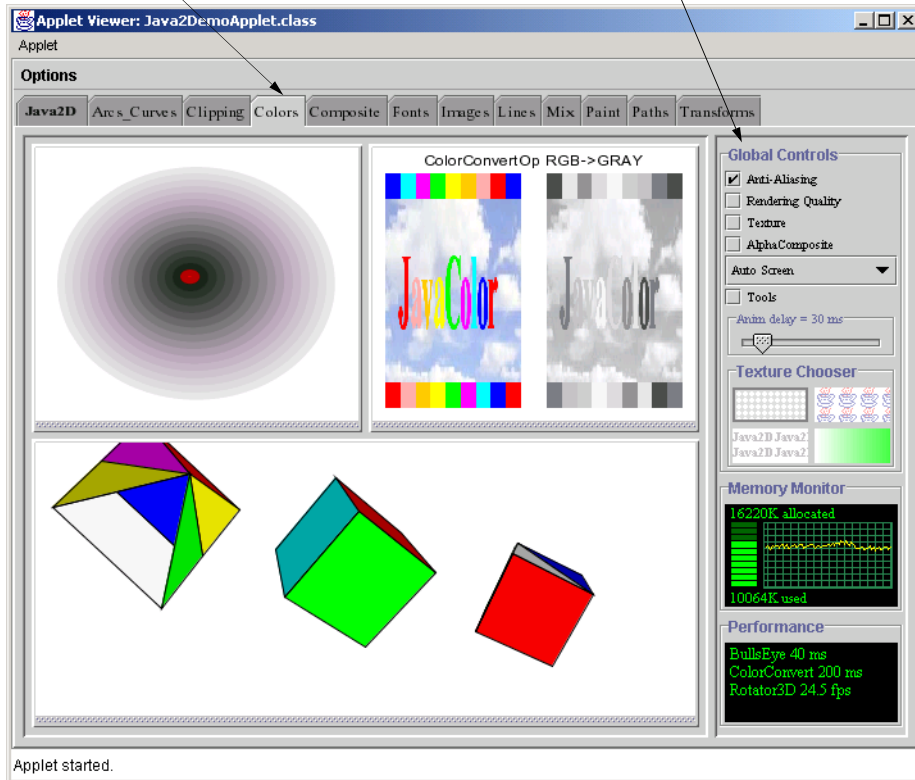 Applet Viewer: Java2DemoApplet.class
Applet
Options
Java2D Arcs_Curves Clipping Colors Composite Fonts Images Lines Mix Paint Paths Transforms
ColorConvertOp RGB->GRAY
JavaColor JavaColor
Global Controls
Anti-Aliasing
Rendering Quality
Texture
AlphaComposite
Auto Screen
Tools
Anim delay = 30 ms
Texture Chooser
Java2D Java2
Java2D Java2
Memory Monitor
16220K allocated
10064K used
Performance
BullsEye 40 ms
ColorConvert 200 ms
Rotator3D 24.5 fps
Applet started.